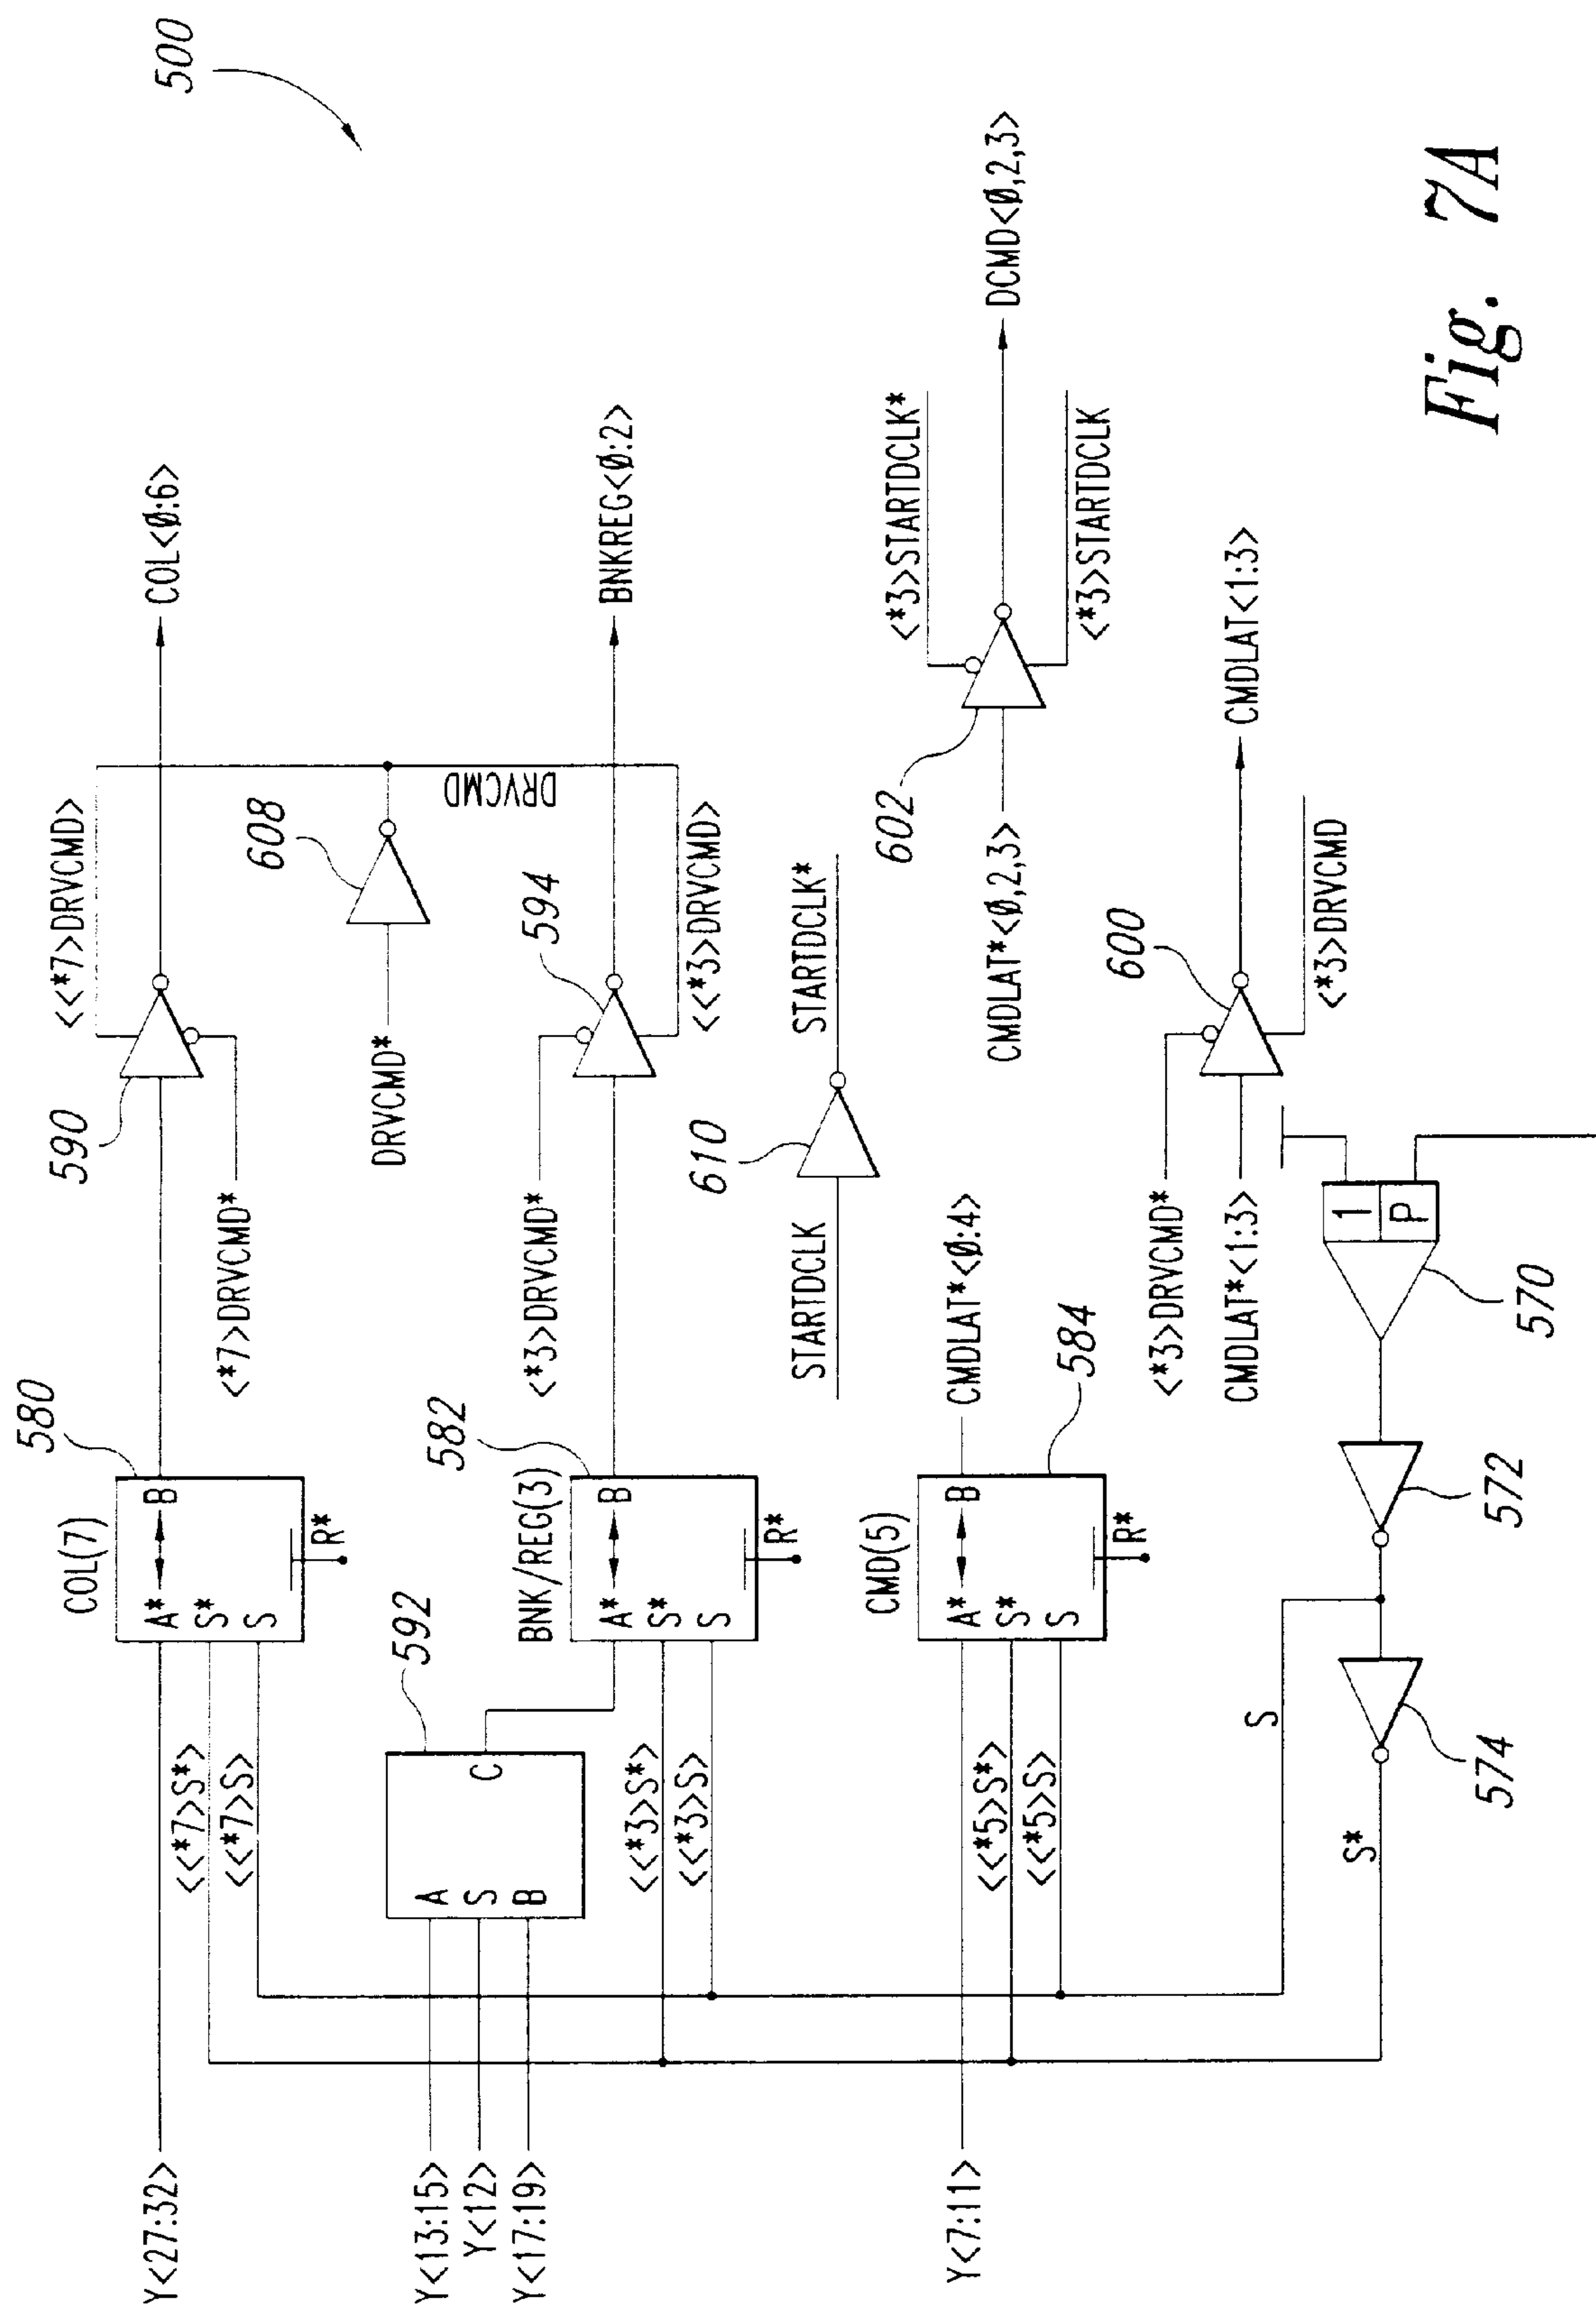 500
COL(7)
580
590
<<*7>DRVCMD>
COL<Ø:6>
Y<27:32>
A* B
S*
S
R*
<<*7>S*>
<<*7>S>
<*7>DRVCMD*
608
DRVCMD*
DRVCMD
592
Y<13:15>
Y<12>
Y<17:19>
A
S
B
C
BNK/REG(3)
582
594
BNKREG<Ø:2>
A* B
S*
S
R*
<<*3>S*>
<<*3>S>
<*3>DRVCMD*
<<*3>DRVCMD>
610
STARTDCLK
STARTDCLK*
CMD(5)
584
Y<7:11>
A* B
S*
S
R*
<<*5>S*>
<<*5>S>
CMDLAT*<Ø:4>
602
<*3>STARTDCLK*
CMDLAT*<Ø,2,3>
DCMD<Ø,2,3>
<*3>STARTDCLK
600
<*3>DRVCMD*
CMDLAT*<1:3>
CMDLAT<1:3>
<*3>DRVCMD
S
S*
574
572
570
1
P
Fig. 7A